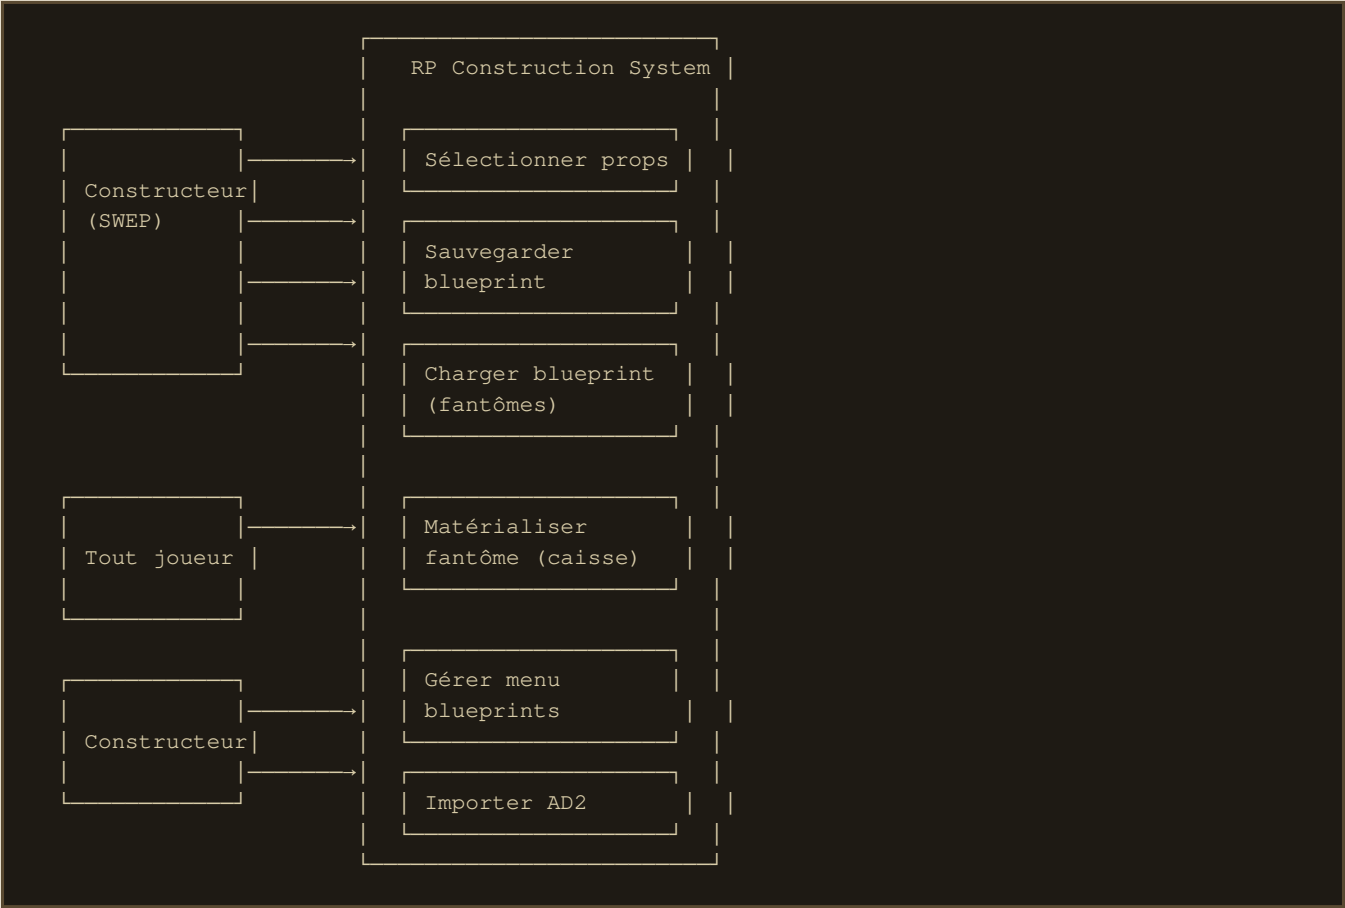 RP Construction System
Sélectionner props
Constructeur
(SWEP)
Sauvegarder
blueprint
Charger blueprint
(fantômes)
Matérialiser
Tout joueur
fantôme (caisse)
Gérer menu
blueprints
Constructeur
Importer AD2